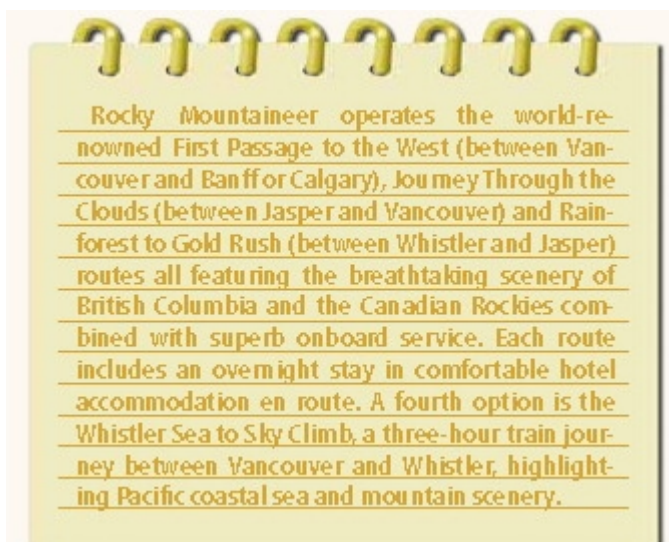 Rocky Mountaineer operates the world-re-
nowned First Passage to the West (between Van-
couver and Banff or Calgary), Journey Through the
Clouds (between Jasper and Vancouver) and Rain-
forest to Gold Rush (between Whistler and Jasper)
routes all featuring the breathtaking scenery of
British Columbia and the Canadian Rockies com-
bined with superb onboard service. Each route
includes an overnight stay in comfortable hotel
accommodation en route. A fourth option is the
Whistler Sea to Sky Climb, a three-hour train jour-
ney between Vancouver and Whistler, highlight-
ing Pacific coastal sea and mountain scenery.